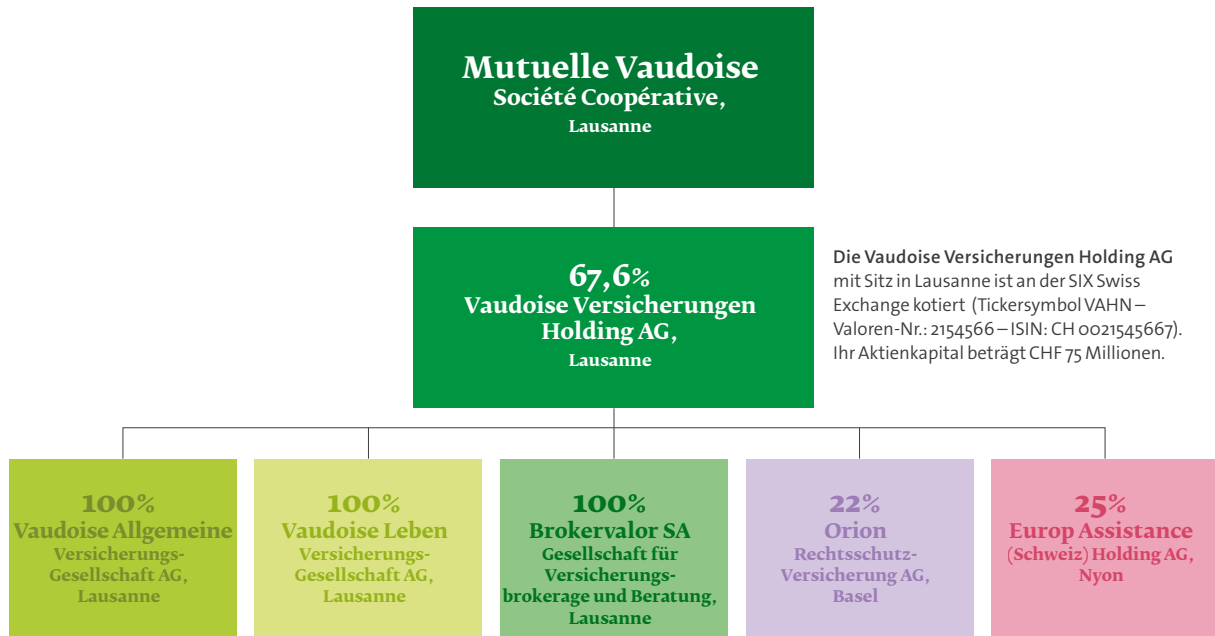 Mutuelle Vaudoise
Société Coopérative,
Lausanne
67,6%
Vaudoise Versicherungen
Holding AG,
Lausanne
Die Vaudoise Versicherungen Holding AG
mit Sitz in Lausanne ist an der SIX Swiss
Exchange kotiert (Tickersymbol VAHN –
Valoren-Nr.: 2154566 – ISIN: CH 0021545667).
Ihr Aktienkapital beträgt CHF 75 Millionen.
100%
Vaudoise Allgemeine
Versicherungs-
Gesellschaft AG,
Lausanne
100%
Vaudoise Leben
Versicherungs-
Gesellschaft AG,
Lausanne
100%
Brokervalor SA
Gesellschaft für
Versicherungs-
brokerage und Beratung,
Lausanne
22%
Orion
Rechtsschutz-
Versicherung AG,
Basel
25%
Europ Assistance
(Schweiz) Holding AG,
Nyon